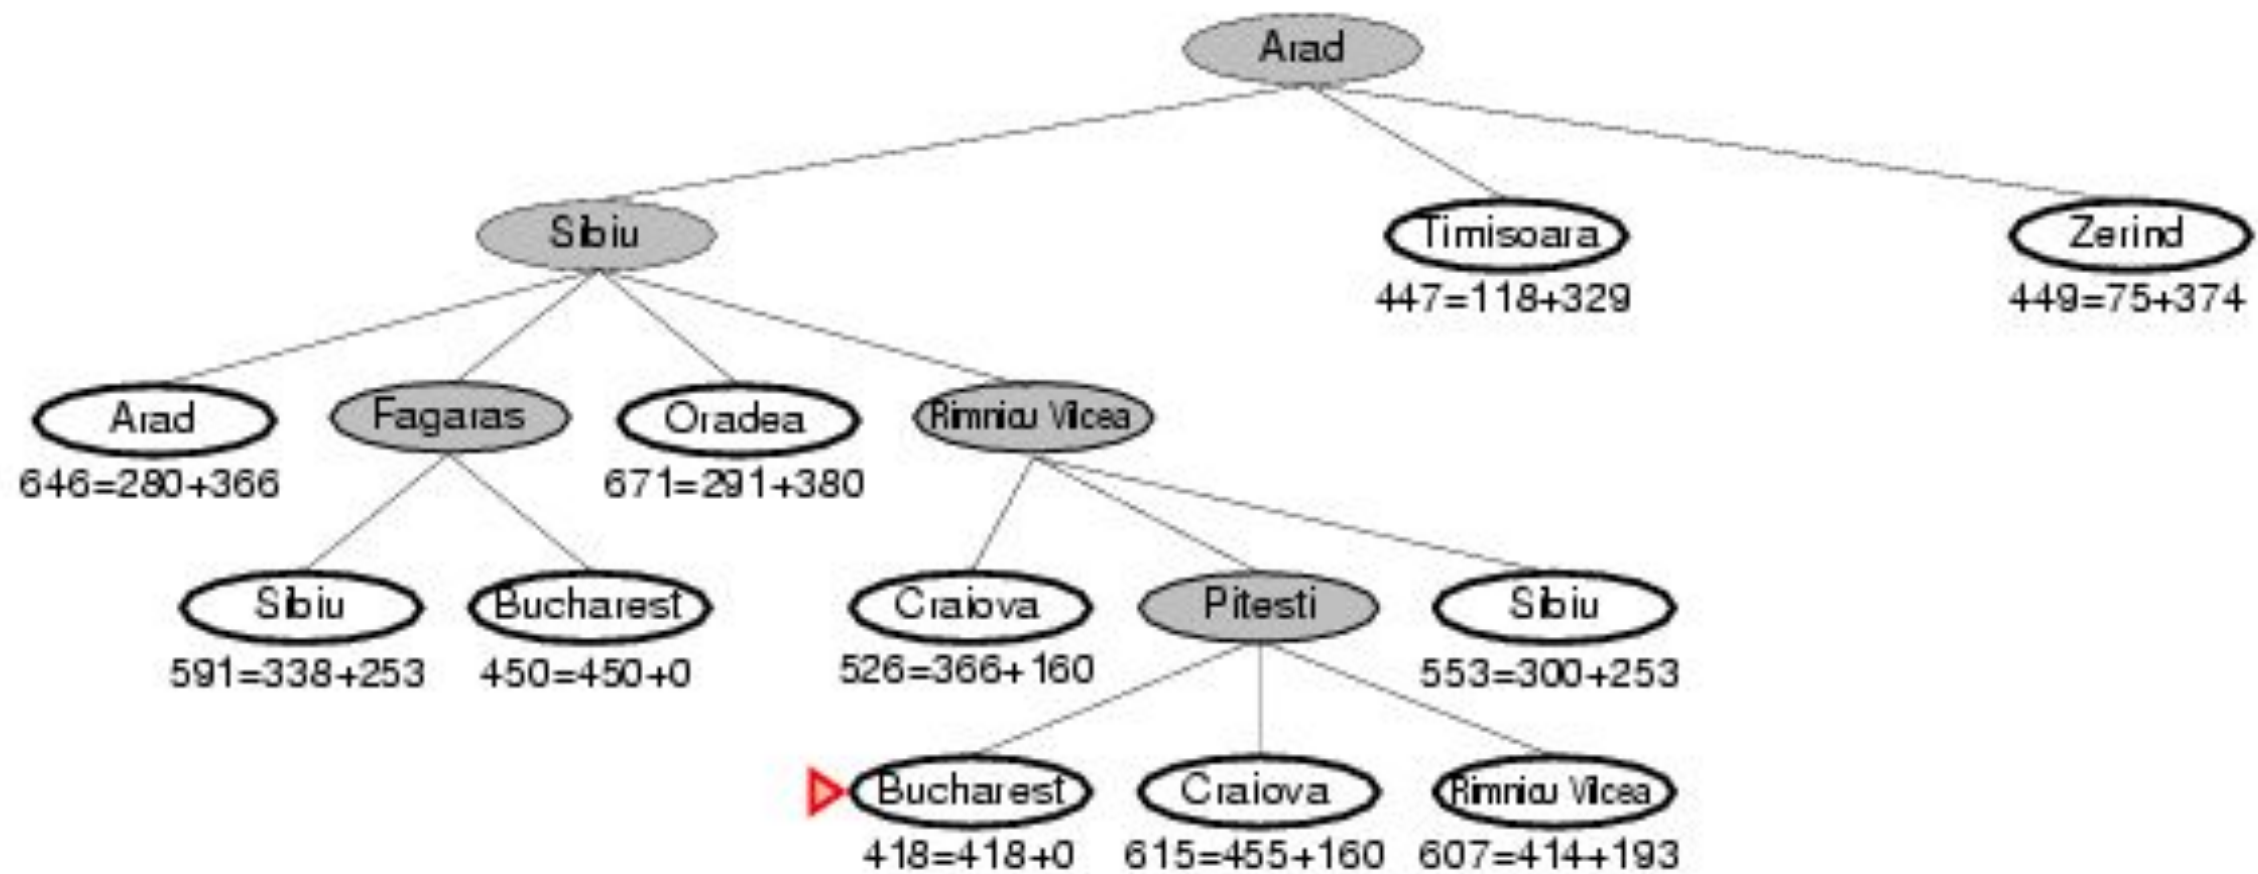 Arad
Sibiu
Timisoara
Zerind
447=118+329
449=75+374
Arad
Fagaras
Oradea
Rimnicu Vilcea
646=280+366
671=291+380
Sibiu
Bucharest
Craiova
Pitesti
Sibiu
591=338+253
450=450+0
526=366+160
553=300+253
Bucharest
Craiova
Rimnicu Vilcea
418=418+0
615=455+160
607=414+193